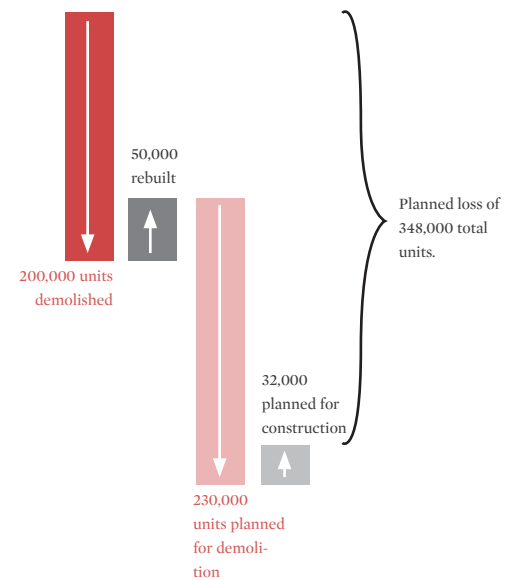 50,000
rebuilt
Planned loss of
348,000 total
units.
200,000 units
demolished
32,000
planned for
construction
230,000
units planned
for demoli-
tion